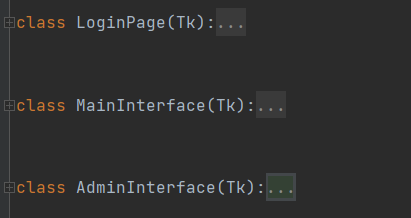 class LoginPage(Tk):...
class MainInterface(Tk):...
class AdminInterface(Tk):...